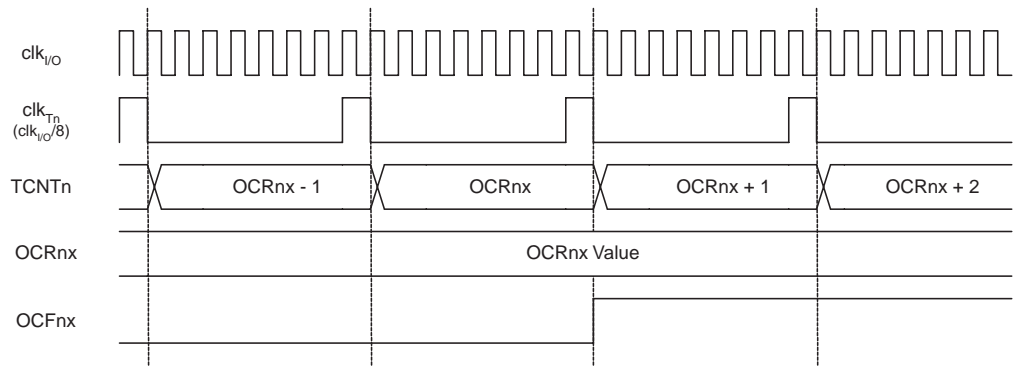 clkI/O
clkTn
(clkI/O/8)
TCNTn
OCRnx - 1
OCRnx
OCRnx + 1
OCRnx + 2
OCRnx
OCRnx Value
OCFnx